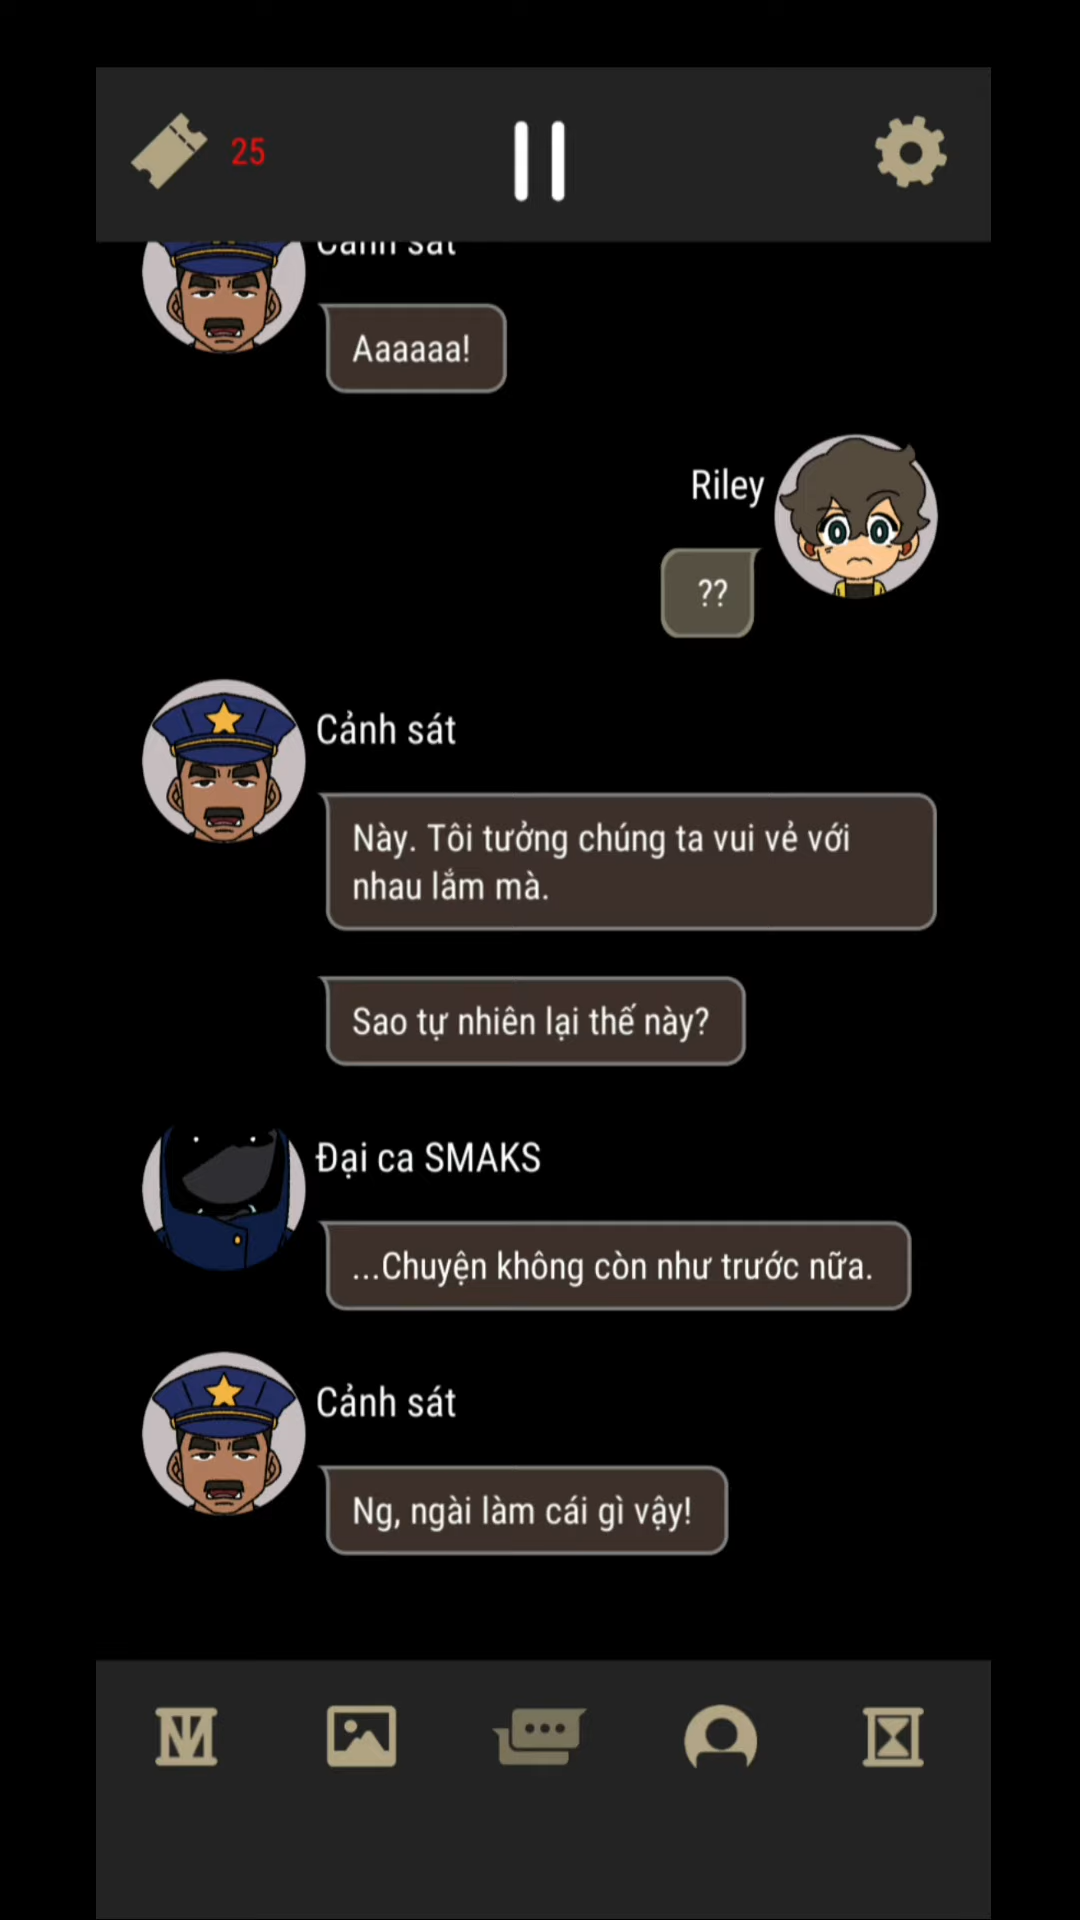 25
Cảnh sát
Aaaaaa!
Riley
??
Cảnh sát
Này. Tôi tưởng chúng ta vui vẻ với
nhau lắm mà.
Sao tự nhiên lại thế này?
Đại ca SMAKS
...Chuyện không còn như trước nữa.
Cảnh sát
Ng, ngài làm cái gì vậy!